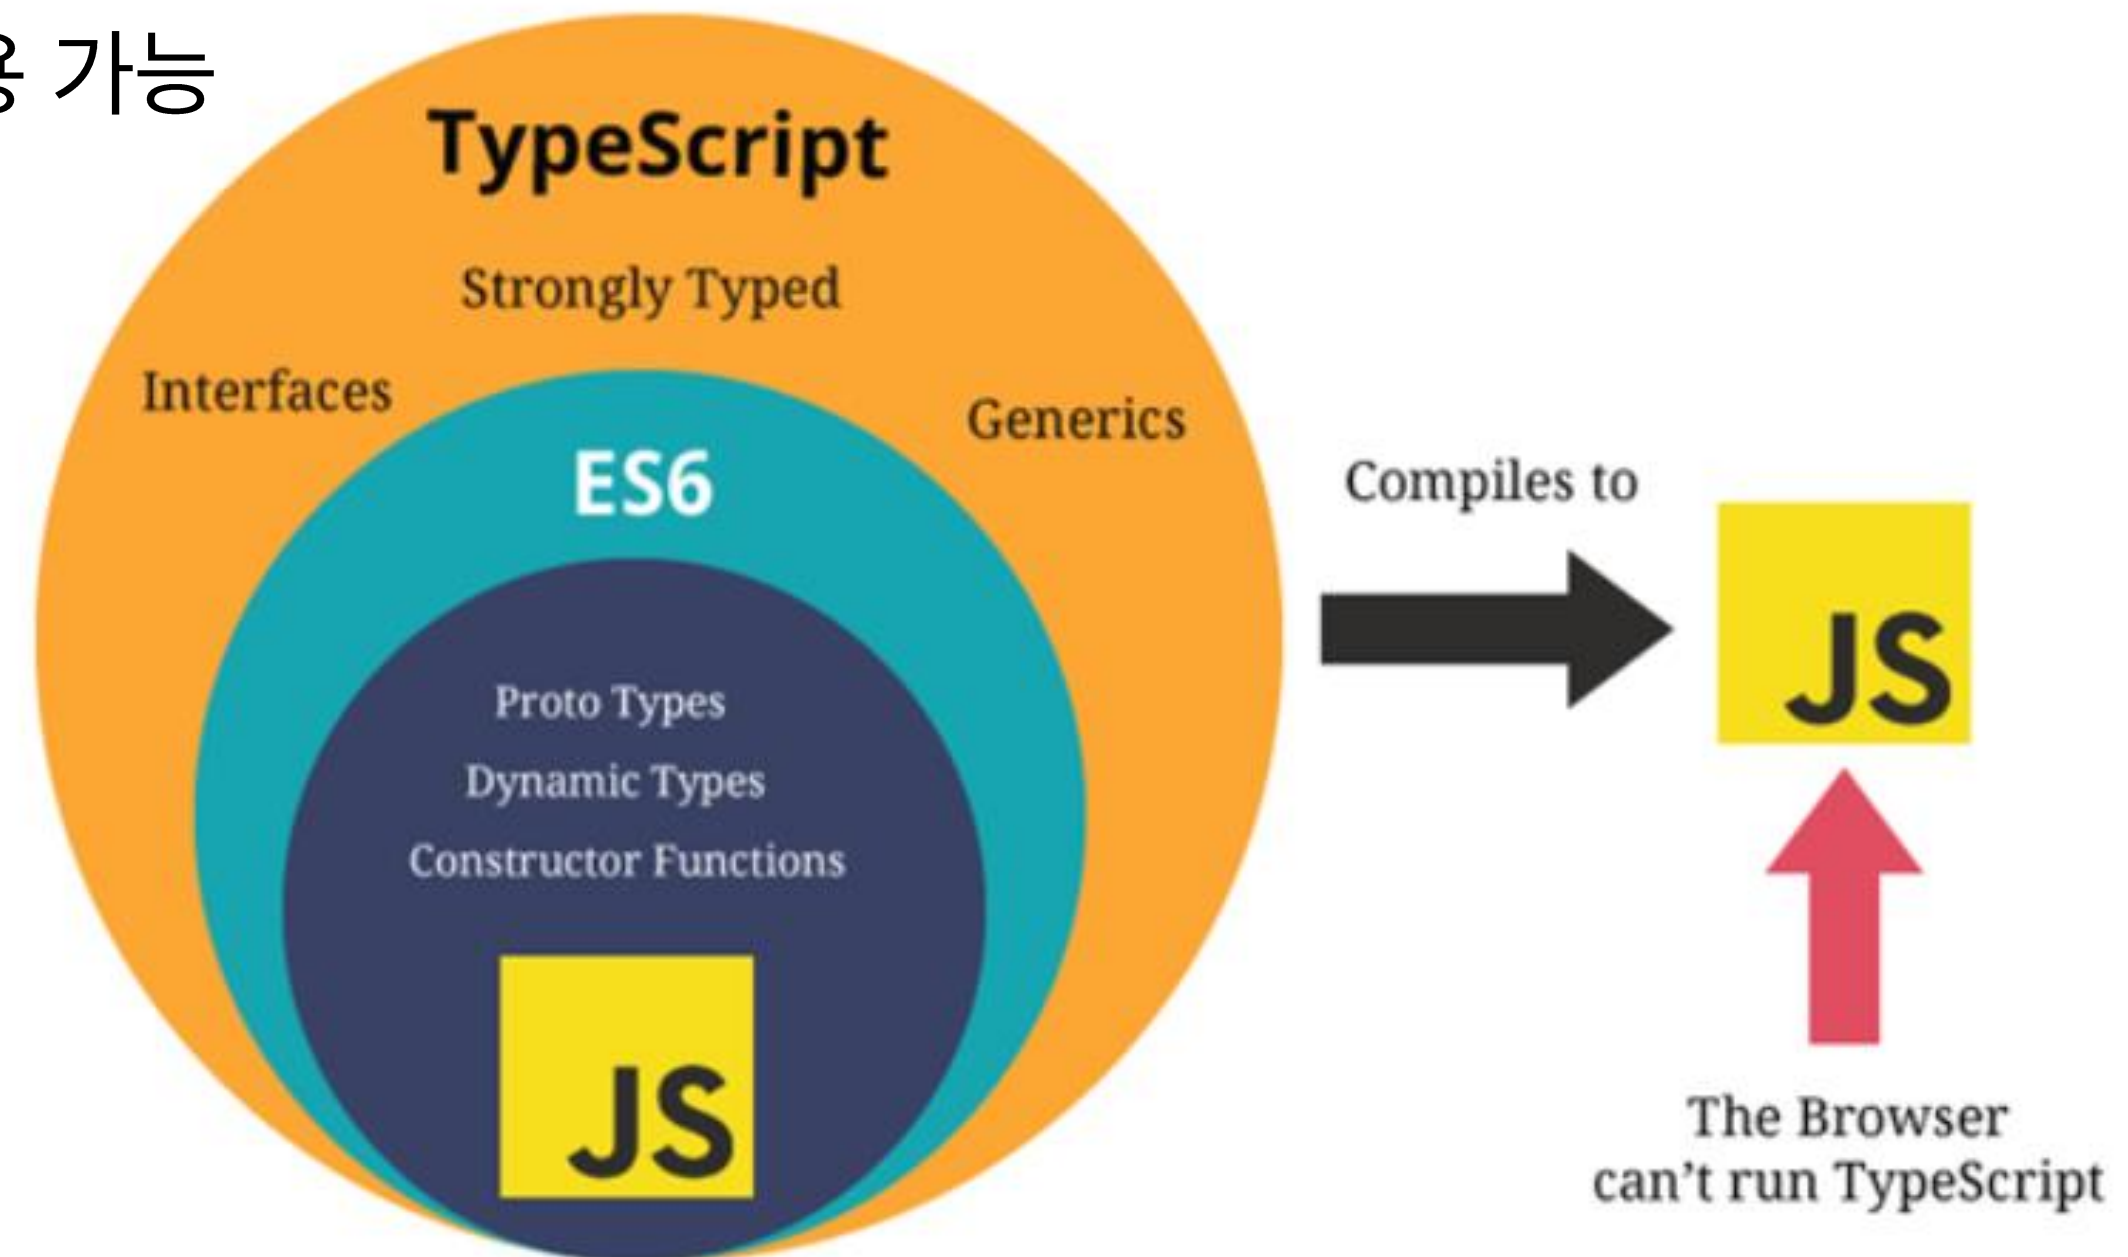 용 가능
TypeScript
Strongly Typed
Interfaces
Generics
ES6
Proto Types
Dynamic Types
Constructor Functions
JS
Compiles to
JS
The Browser
can’t run TypeScript